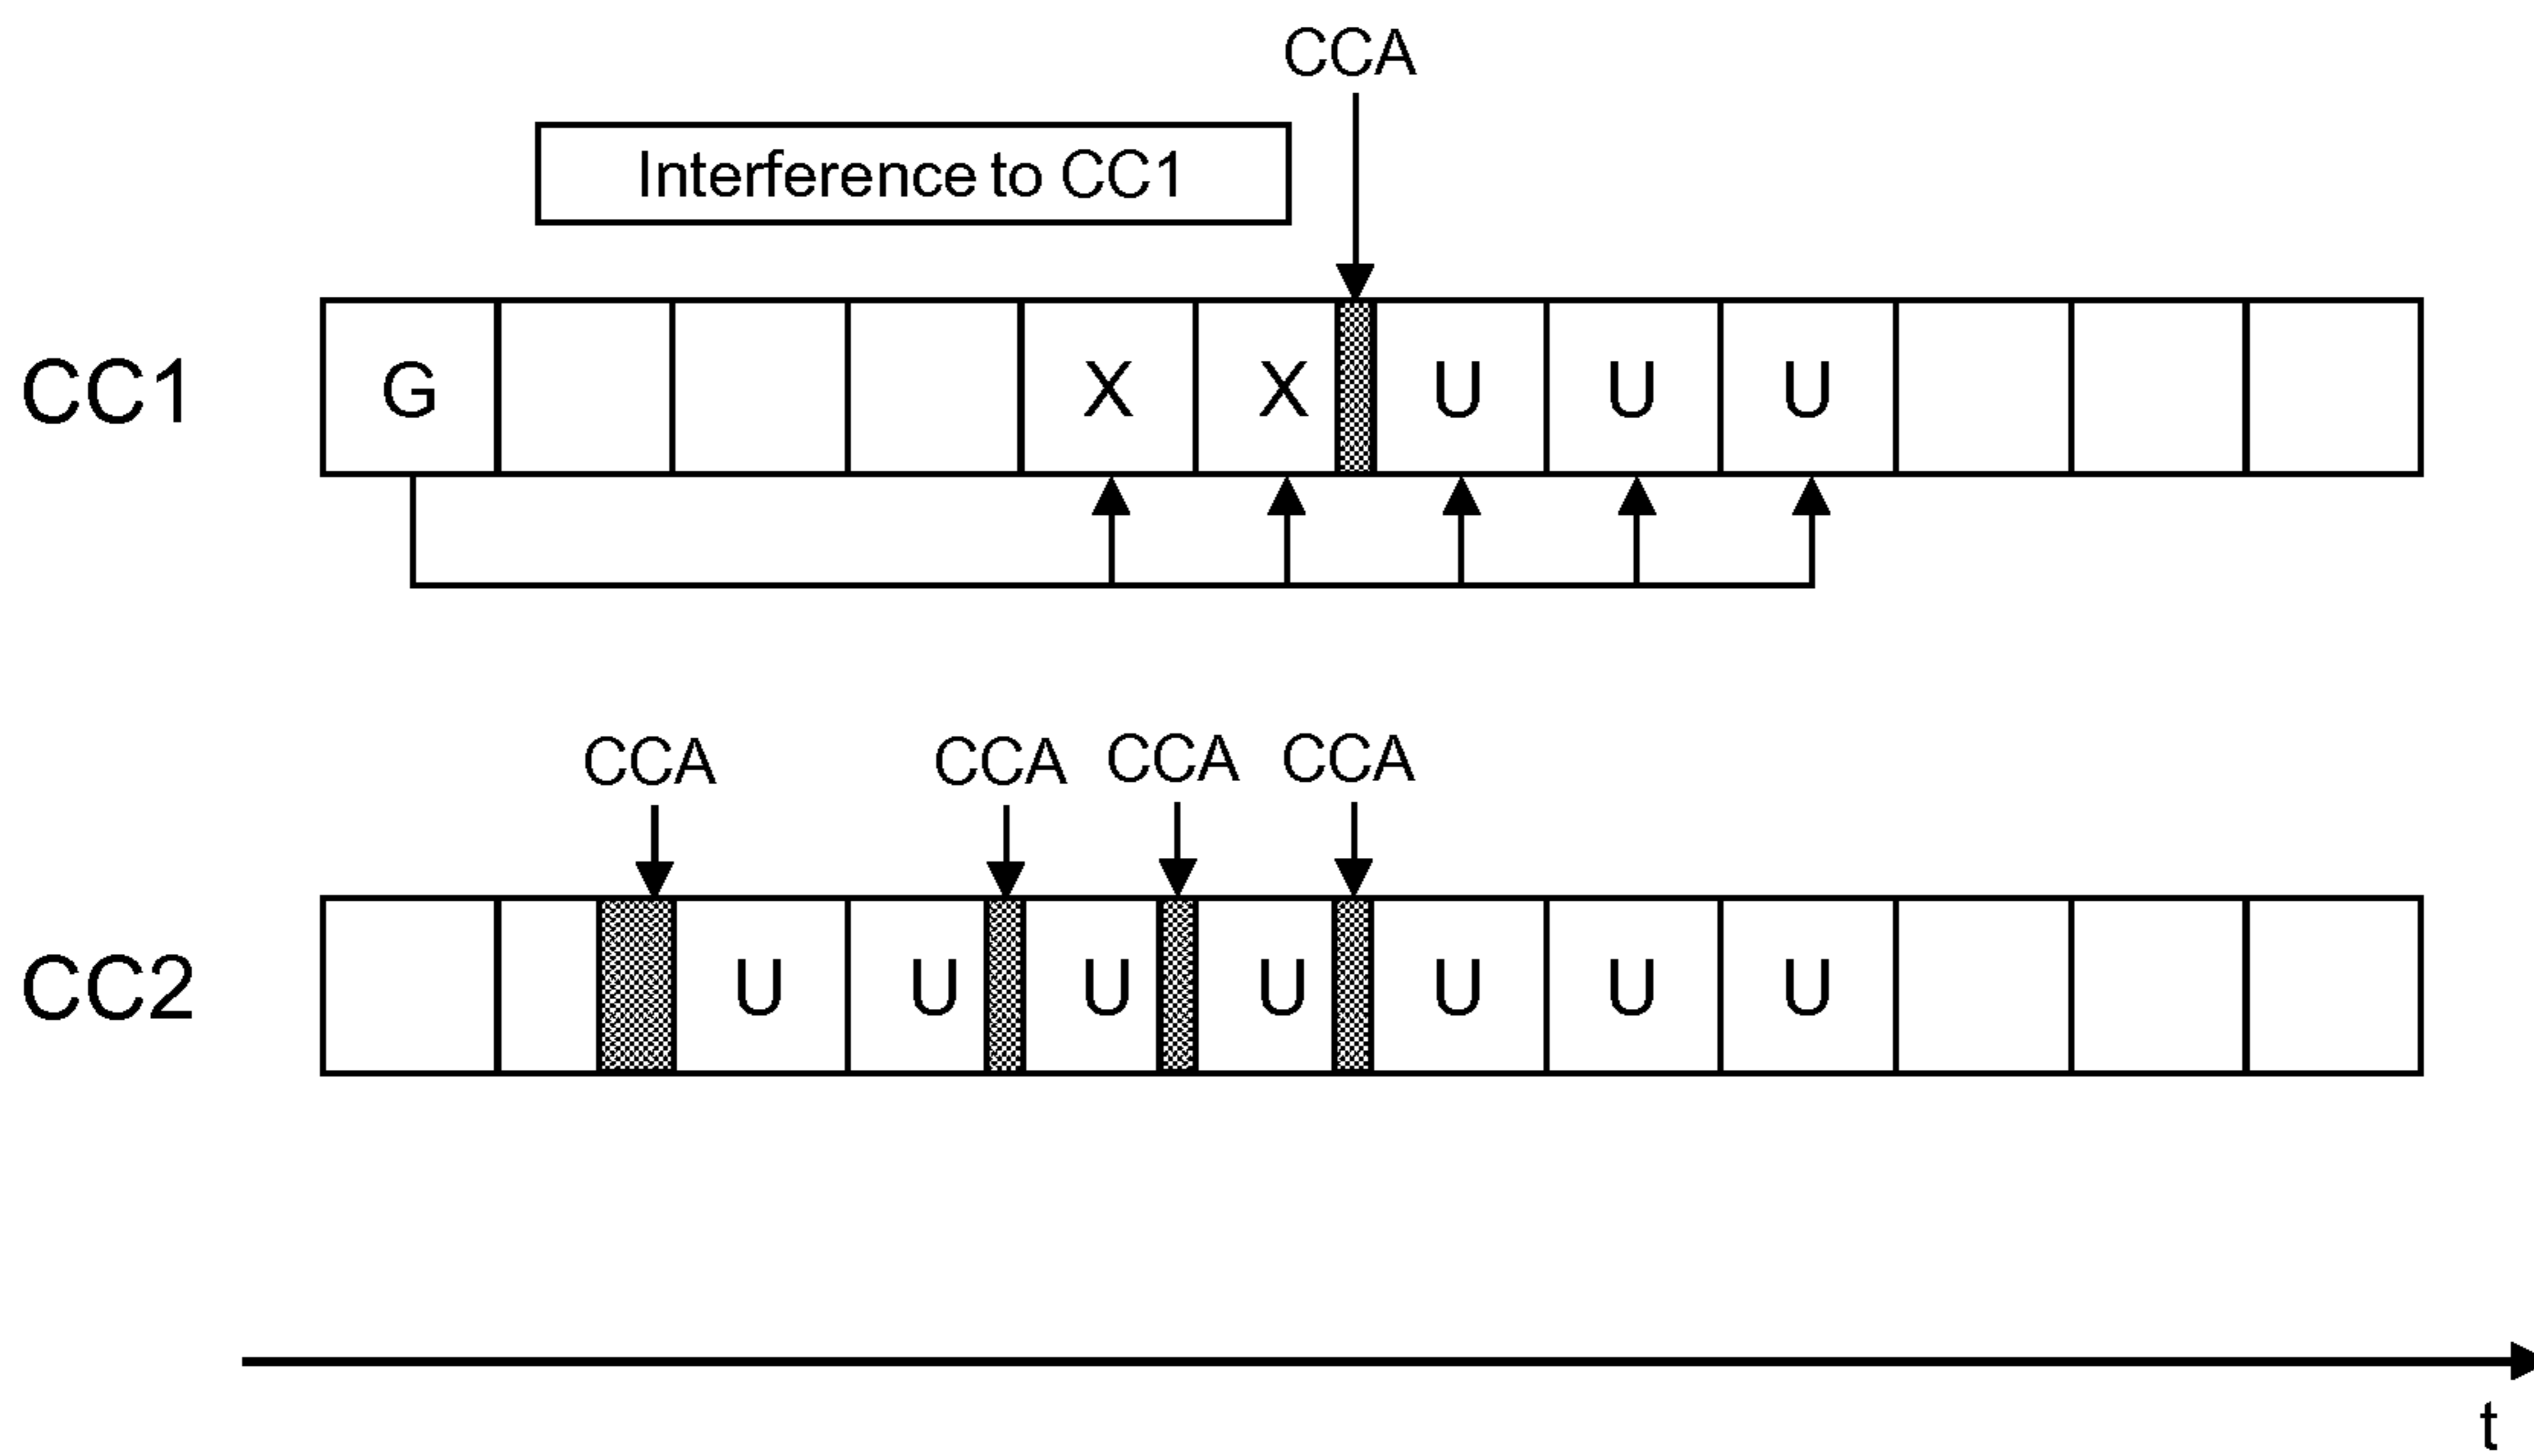 CCA
Interference to CC1
CC1 G X X U U U
CCA CCA CCA CCA
CC2 U U U U U U U
t